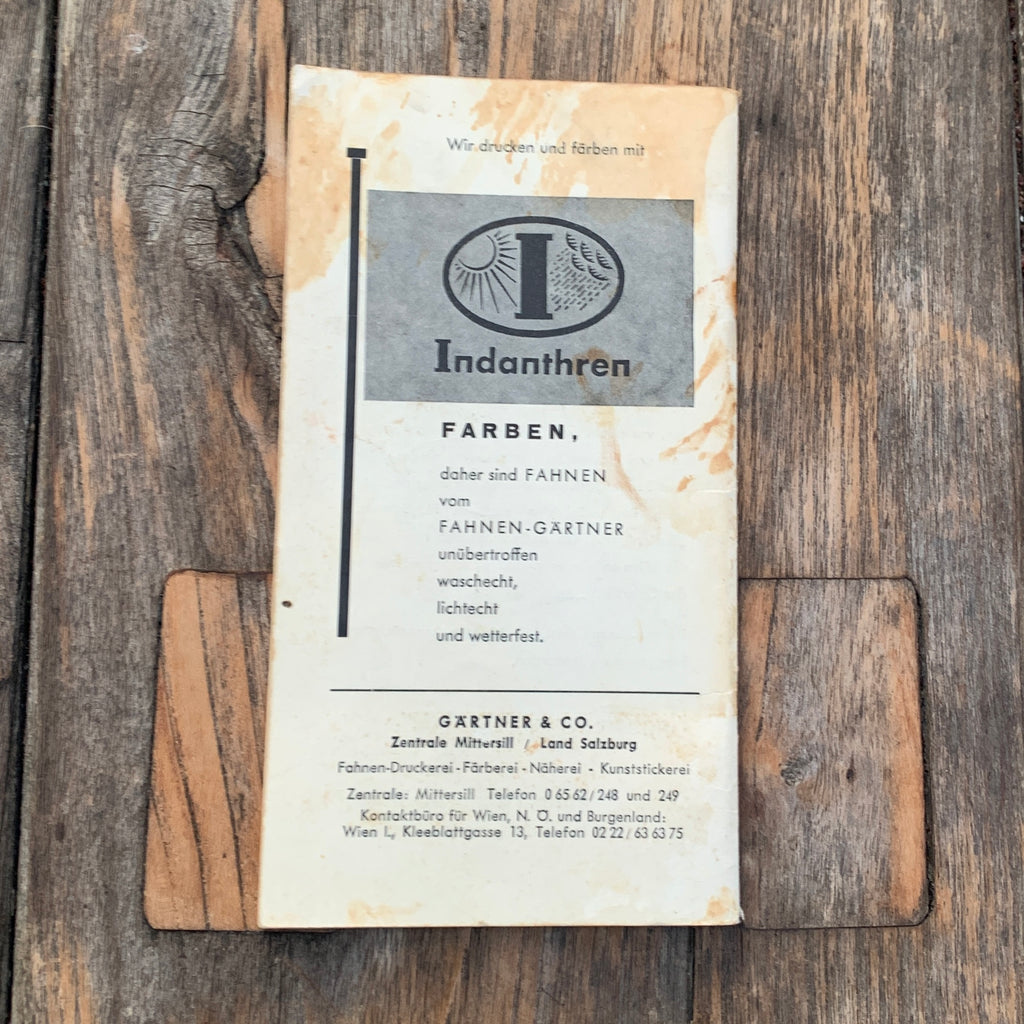 Wir drucken und färben mit
I
Indanthren
FARBEN,
daher sind FAHNEN
vom
FAHNEN-GÄRTNER
unübertroffen
waschecht,
lichtecht
und wetterfest.
GÄRTNER & CO.
Zentrale Mittersill / Land Salzburg
Fahnen-Druckerei - Färberei - Näherei - Kunststickerei
Zentrale: Mittersill Telefon 0 65 62 / 248 und 249
Kontaktbüro für Wien, N. Ö. und Burgenland:
Wien I., Kleeblattgasse 13, Telefon 02 22 / 63 63 75